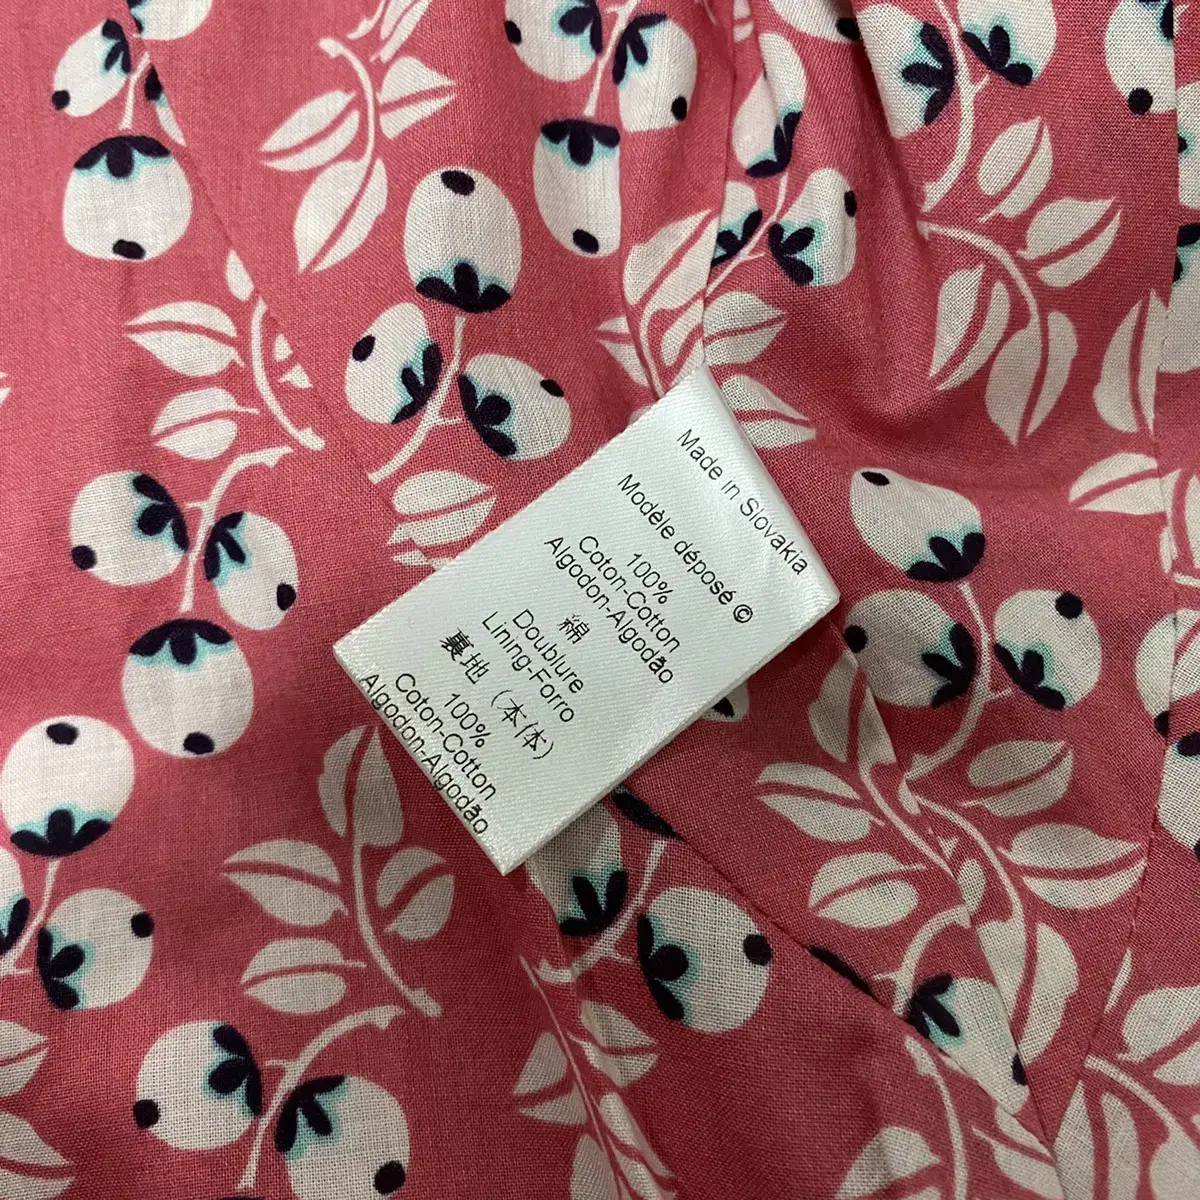 Made in Slovakia
Modèle déposé ©
100%
Coton-Cotton
Algodon-Algodão
綿
Doublure
Lining-Forro
裏地 (本体)
100%
Coton-Cotton
Algodon-Algodão